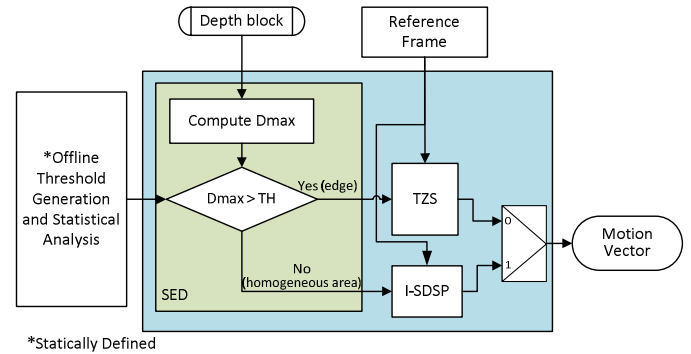 Depth block
Reference
Frame
Compute Dmax
*Offline
Threshold
Generation
and Statistical
Analysis
Dmax > TH
Yes (edge)
TZS
0
Motion
Vector
No
(homogeneous area)
1
I-SDSP
SED
*Statically Defined